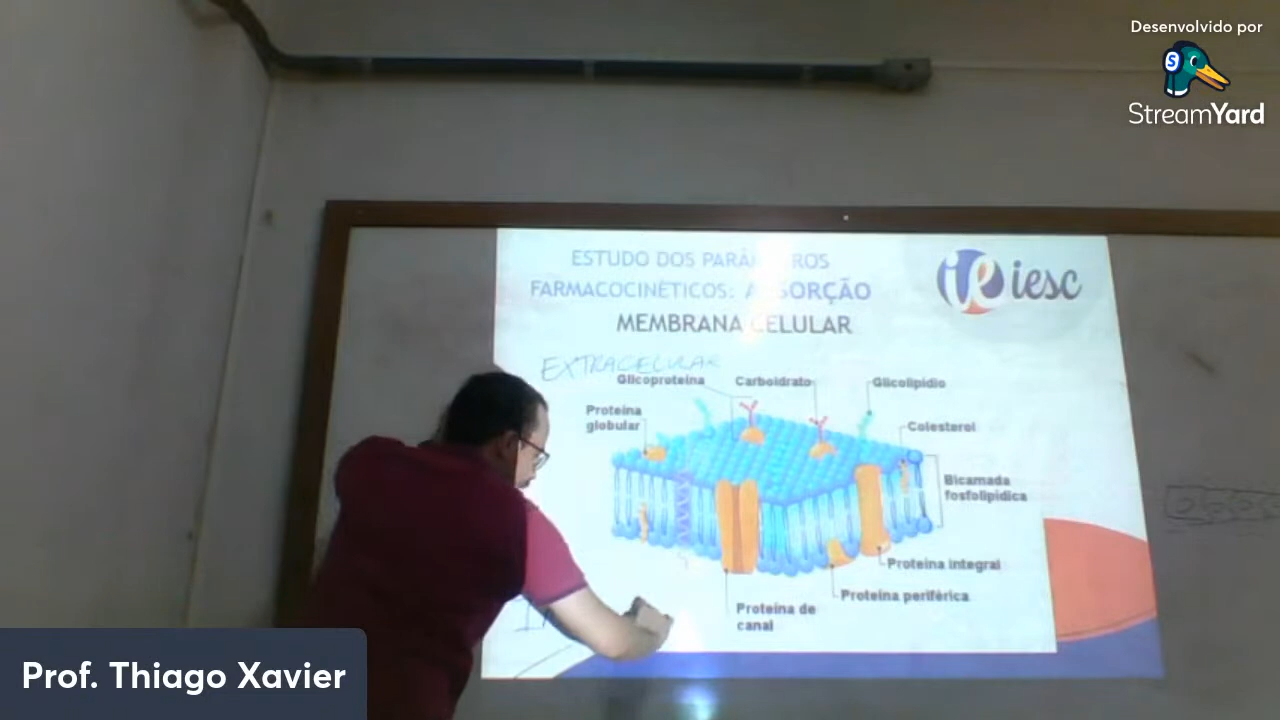 Desenvolvido por
StreamYard
ESTUDO DOS PARÂ ROS
FARMACOCINÉTICOS: A SORÇÃO
MEMBRANA CELULAR
iesc
EXTRACELULAR
Glicoproteína
Carboidrato
Glicolipídio
Proteína
globular
Colesterol
Bicamada
fosfolipídica
Proteína integral
Proteína periférica
Proteína de
canal
Prof. Thiago Xavier